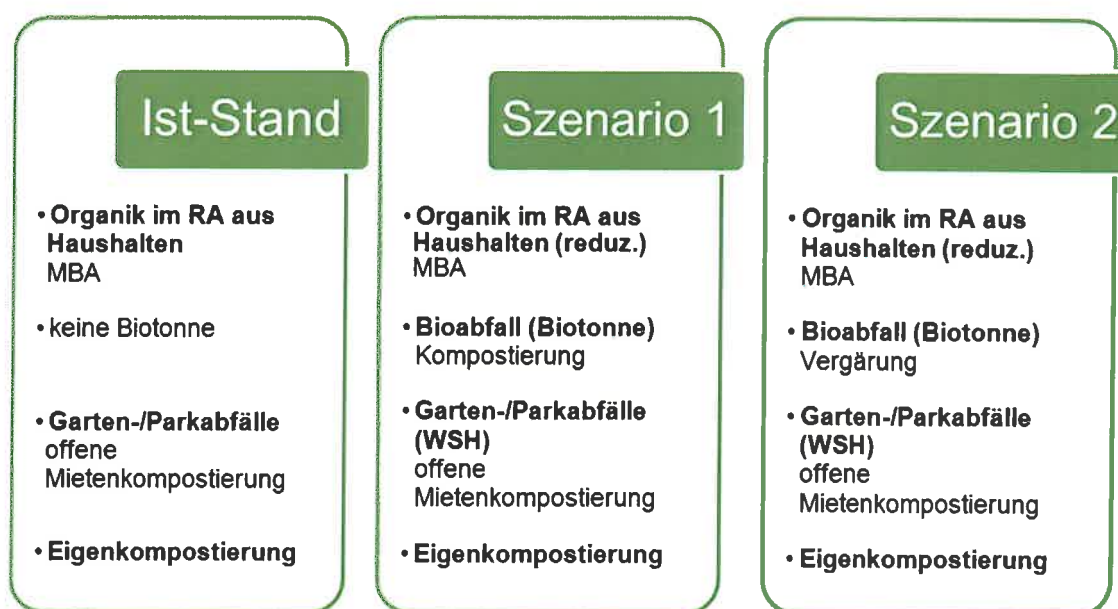 Ist-Stand
• Organik im RA aus
Haushalten
MBA
• keine Biotonne
• Garten-/Parkabfälle
offene
Mietenkompostierung
• Eigenkompostierung
Szenario 1
• Organik im RA aus
Haushalten (reduz.)
MBA
• Bioabfall (Biotonne)
Kompostierung
• Garten-/Parkabfälle
(WSH)
offene
Mietenkompostierung
• Eigenkompostierung
Szenario 2
• Organik im RA aus
Haushalten (reduz.)
MBA
• Bioabfall (Biotonne)
Vergärung
• Garten-/Parkabfälle
(WSH)
offene
Mietenkompostierung
• Eigenkompostierung